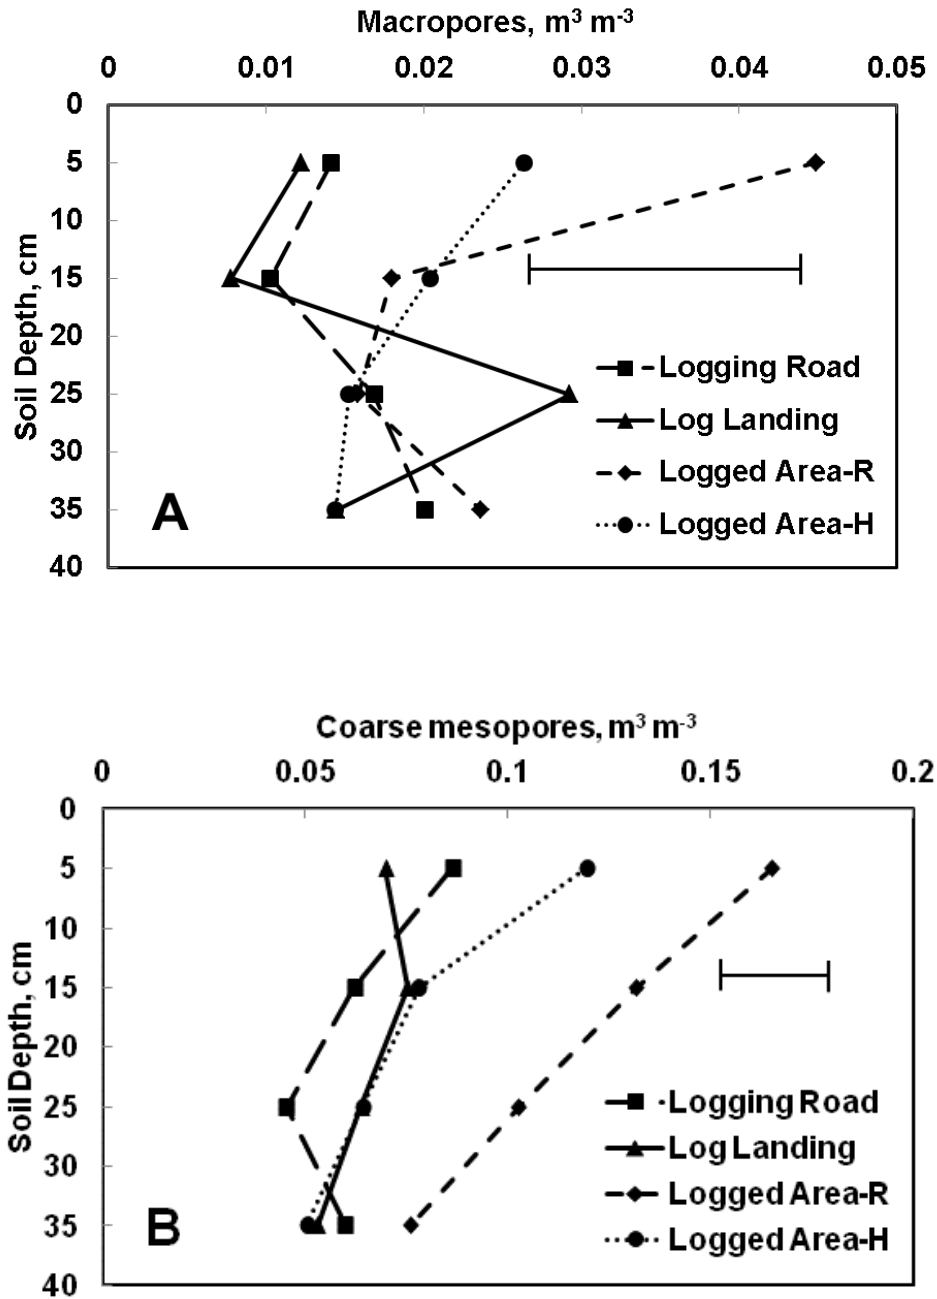 Macropores, m³ m⁻³
0 0.01 0.02 0.03 0.04 0.05
0
5
10
15
20
25
30
35
40
Soil Depth, cm
Logging Road
Log Landing
Logged Area-R
Logged Area-H
A
Coarse mesopores, m³ m⁻³
0 0.05 0.1 0.15 0.2
0
5
10
15
20
25
30
35
40
Soil Depth, cm
Logging Road
Log Landing
Logged Area-R
Logged Area-H
B